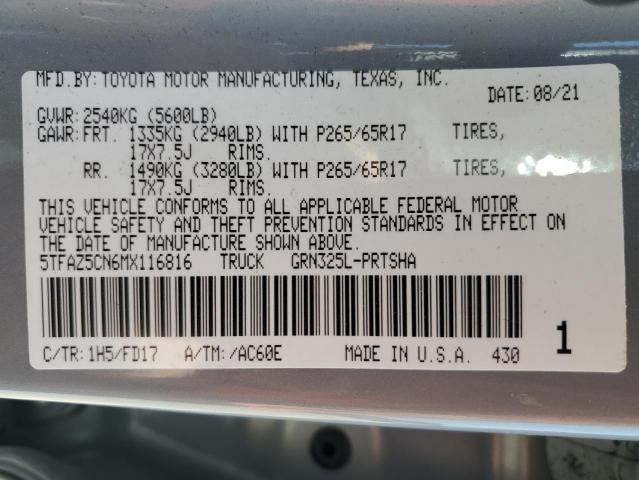 MFD.BY:TOYOTA MOTOR MANUFACTURING, TEXAS, INC.
DATE:08/21
GVWR:2540KG (5600LB)
GAWR:FRT. 1335KG (2940LB) WITH P265/65R17 TIRES,
17X7.5J RIMS.
RR. 1490KG (3280LB) WITH P265/65R17 TIRES,
17X7.5J RIMS.
THIS VEHICLE CONFORMS TO ALL APPLICABLE FEDERAL MOTOR
VEHICLE SAFETY AND THEFT PREVENTION STANDARDS IN EFFECT ON
THE DATE OF MANUFACTURE SHOWN ABOVE.
5TFAZ5CN6MX116816 TRUCK GRN325L-PRTSHA
C/TR:1H5/FD17 A/TM:/AC60E MADE IN U.S.A. 430 1